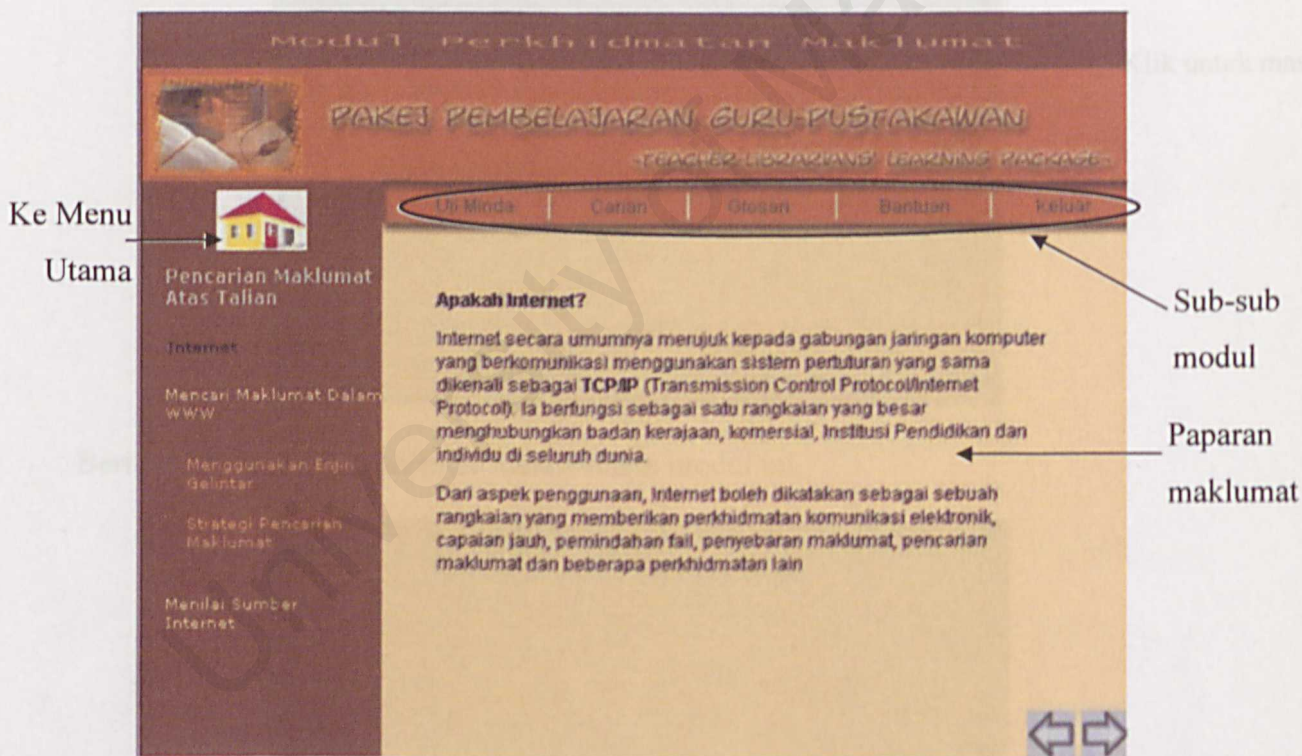 Modul Perkhidmatan Maklumat
Klik untuk
PAKEJ PEMBELAJARAN GURU-PUSTAKAWAN
-TEACHER LIBRARIANS' LEARNING PACKAGE-
Ke Menu
Utama
Uji Minda
Carian
Glosari
Bantuan
Keluar
Pencarian Maklumat
Atas Talian
Internet
Mencari Maklumat Dalam
WWW
Menggunakan Enjin
Gelintar
Strategi Pencarian
Maklumat
Menilai Sumber
Internet
Apakah Internet?
Internet secara umumnya merujuk kepada gabungan jaringan komputer
yang berkomunikasi menggunakan sistem pertuturan yang sama
dikenali sebagai TCP/IP (Transmission Control Protocol/Internet
Protocol). Ia berfungsi sebagai satu rangkaian yang besar
menghubungkan badan kerajaan, komersial, Institusi Pendidikan dan
individu di seluruh dunia.
Dari aspek penggunaan, Internet boleh dikatakan sebagai sebuah
rangkaian yang memberikan perkhidmatan komunikasi elektronik,
capaian jauh, pemindahan fail, penyebaran maklumat, pencarian
maklumat dan beberapa perkhidmatan lain
Sub-sub
modul
Paparan
maklumat
University